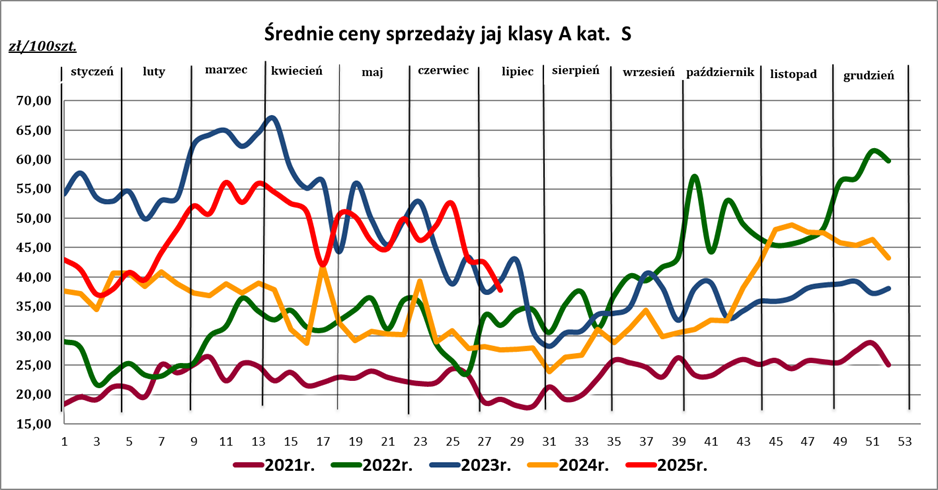 Średnie ceny sprzedaży jaj klasy A kat. S
zł/100szt.
styczeń luty marzec kwiecień maj czerwiec lipiec sierpień wrzesień październik listopad grudzień
70,00
65,00
60,00
55,00
50,00
45,00
40,00
35,00
30,00
25,00
20,00
15,00
1 3 5 7 9 11 13 15 17 19 21 23 25 27 29 31 33 35 37 39 41 43 45 47 49 51 53
2021r. 2022r. 2023r. 2024r. 2025r.